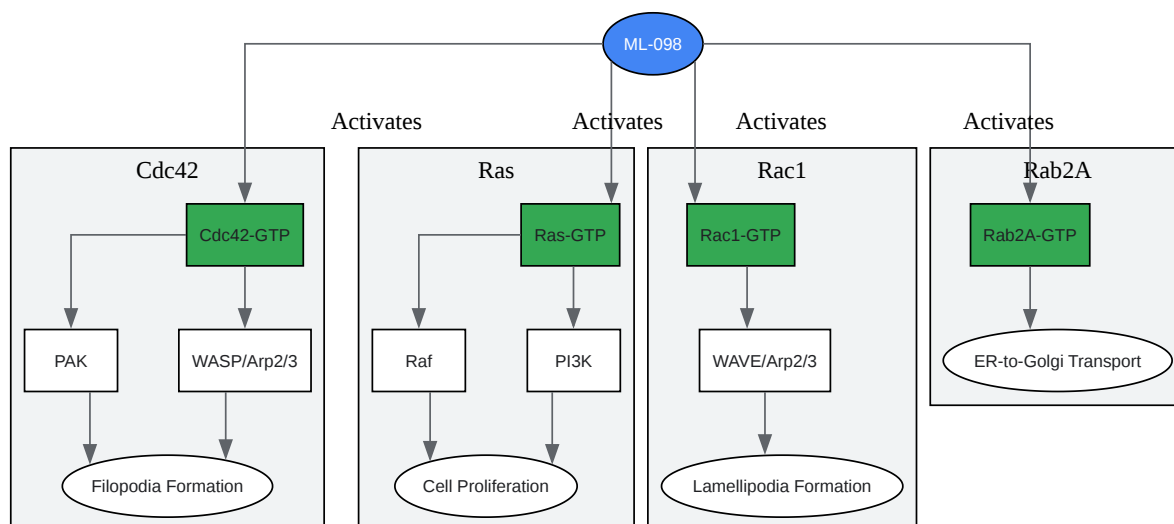 ML-098
Activates
Activates
Activates
Activates
Cdc42
Ras
Rac1
Rab2A
Cdc42-GTP
Ras-GTP
Rac1-GTP
Rab2A-GTP
PAK
WASP/Arp2/3
Raf
PI3K
WAVE/Arp2/3
ER-to-Golgi Transport
Filopodia Formation
Cell Proliferation
Lamellipodia Formation